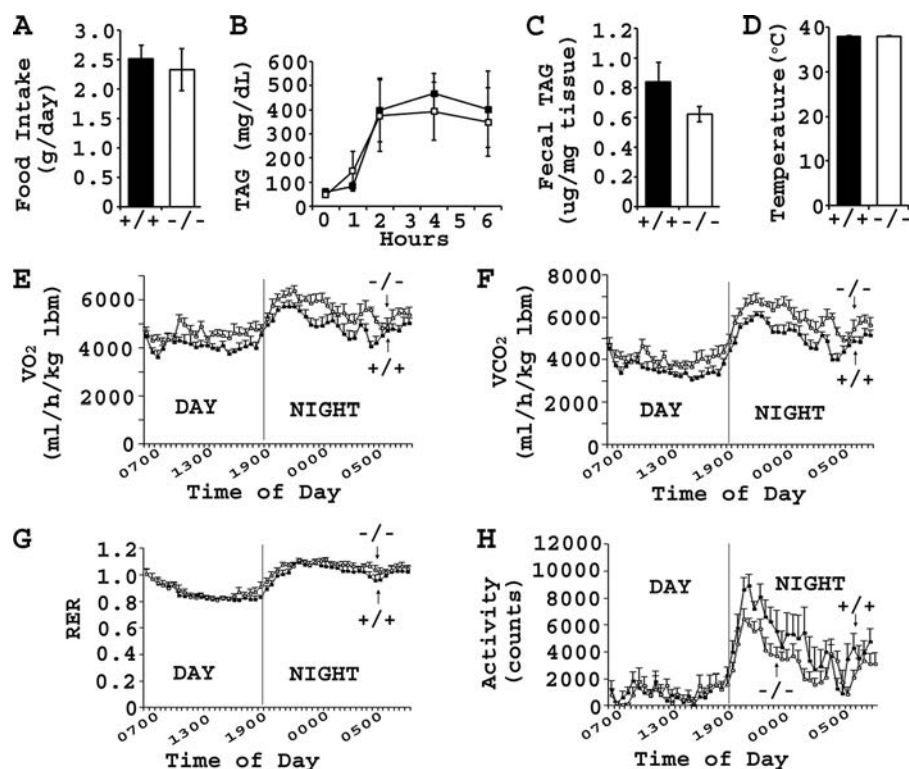 A
Food Intake
(g/day)
3.0
2.5
2.0
1.5
1.0
0.5
0
+/+ -/-
B
TAG (mg/dL)
600
500
400
300
200
100
0
0 1 2 3 4 5 6
Hours
C
Fecal TAG
(ug/mg tissue)
1.2
1.0
0.8
0.6
0.4
0.2
0
+/+ -/-
D
Temperature(°C)
40
30
20
10
0
+/+ -/-
E
VO2
(ml/h/kg lbm)
6000
4000
2000
0
-/-
+/+
DAY
NIGHT
0700 1300 1900 0000 0500
Time of Day
F
VCO2
(ml/h/kg lbm)
8000
6000
4000
2000
0
-/-
+/+
DAY
NIGHT
0700 1300 1900 0000 0500
Time of Day
G
RER
1.2
1.0
0.8
0.6
0.4
0.2
0
-/-
+/+
DAY
NIGHT
0700 1300 1900 0000 0500
Time of Day
H
Activity
(counts)
12000
10000
8000
6000
4000
2000
0
DAY
NIGHT
+/+
-/-
0700 1300 1900 0000 0500
Time of Day